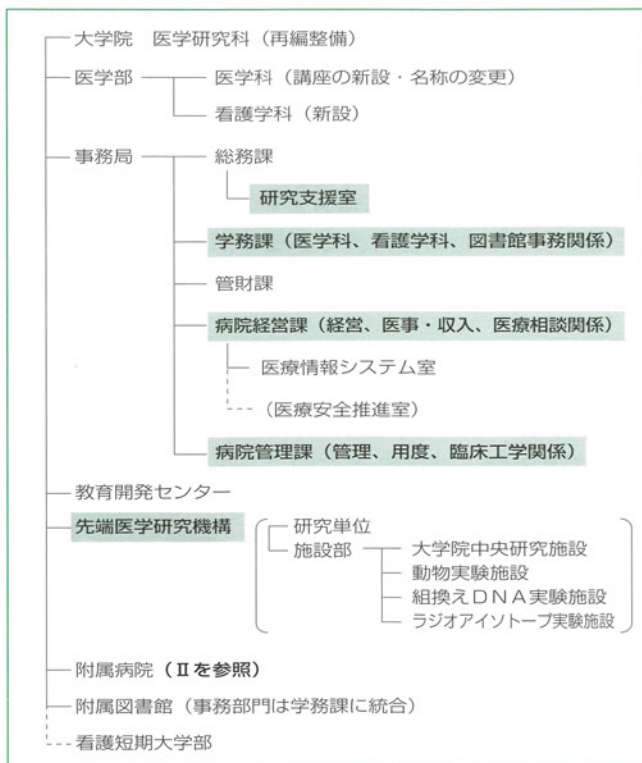 大学院　医学研究科（再編整備）
医学部
医学科（講座の新設・名称の変更）
看護学科（新設）
事務局
総務課
研究支援室
学務課（医学科、看護学科、図書館事務関係）
管財課
病院経営課（経営、医事・収入、医療相談関係）
医療情報システム室
（医療安全推進室）
病院管理課（管理、用度、臨床工学関係）
教育開発センター
先端医学研究機構
研究単位
施設部
大学院中央研究施設
動物実験施設
組換えＤＮＡ実験施設
ラジオアイソトープ実験施設
附属病院（Ⅱを参照）
附属図書館（事務部門は学務課に統合）
看護短期大学部